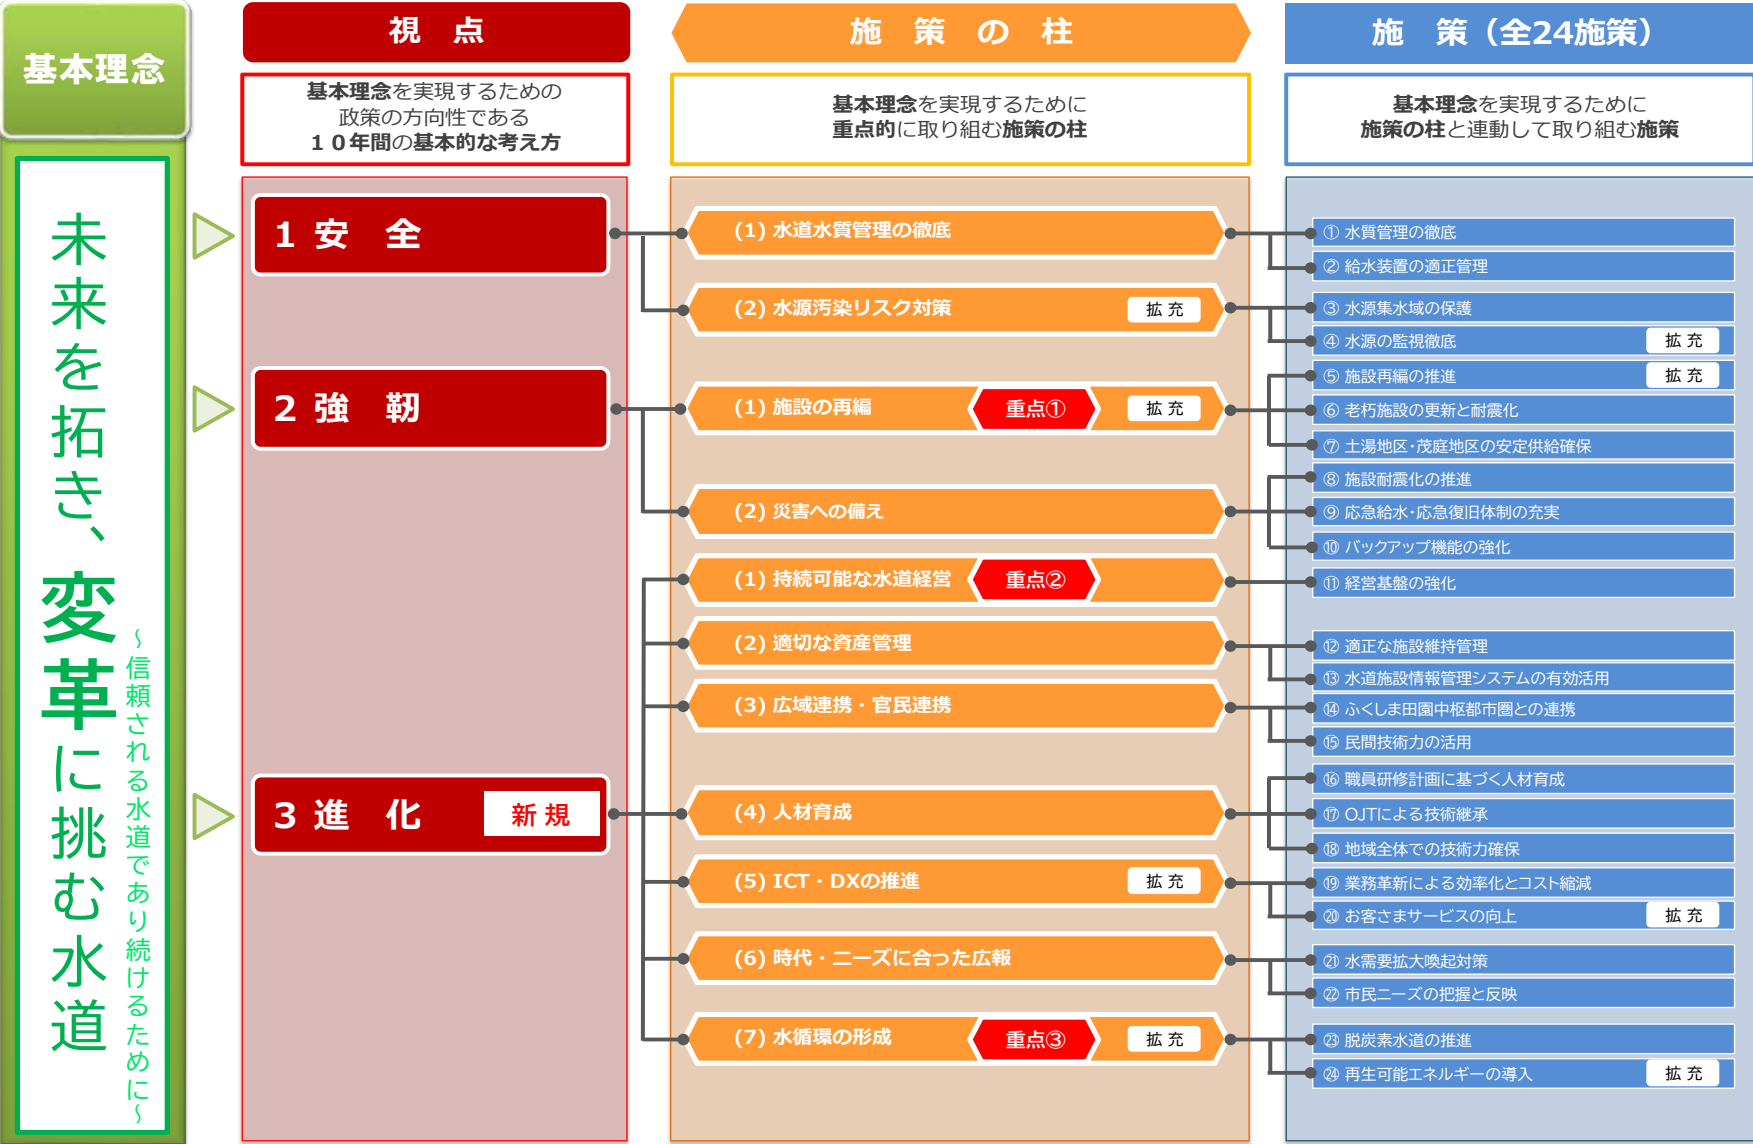 基本理念
未来を拓き、変革に挑む水道
～信頼される水道であり続けるために～
視 点
基本理念を実現するための
政策の方向性である
１０年間の基本的な考え方
1 安 全
2 強 靭
3 進 化
新 規
施 策 の 柱
基本理念を実現するために
重点的に取り組む施策の柱
(1) 水道水質管理の徹底
(2) 水源汚染リスク対策
拡 充
(1) 施設の再編
重点①
拡 充
(2) 災害への備え
(1) 持続可能な水道経営
重点②
(2) 適切な資産管理
(3) 広域連携・官民連携
(4) 人材育成
(5) ICT・DXの推進
拡 充
(6) 時代・ニーズに合った広報
(7) 水循環の形成
重点③
拡 充
施 策（全24施策）
基本理念を実現するために
施策の柱と連動して取り組む施策
① 水質管理の徹底
② 給水装置の適正管理
③ 水源集水域の保護
④ 水源の監視徹底
拡 充
⑤ 施設再編の推進
拡 充
⑥ 老朽施設の更新と耐震化
⑦ 土湯地区・茂庭地区の安定供給確保
⑧ 施設耐震化の推進
⑨ 応急給水・応急復旧体制の充実
⑩ バックアップ機能の強化
⑪ 経営基盤の強化
⑫ 適正な施設維持管理
⑬ 水道施設情報管理システムの有効活用
⑭ ふくしま田園中枢都市圏との連携
⑮ 民間技術力の活用
⑯ 職員研修計画に基づく人材育成
⑰ OJTによる技術継承
⑱ 地域全体での技術力確保
⑲ 業務革新による効率化とコスト縮減
⑳ お客さまサービスの向上
拡 充
㉑ 水需要拡大喚起対策
㉒ 市民ニーズの把握と反映
㉓ 脱炭素水道の推進
㉔ 再生可能エネルギーの導入
拡 充